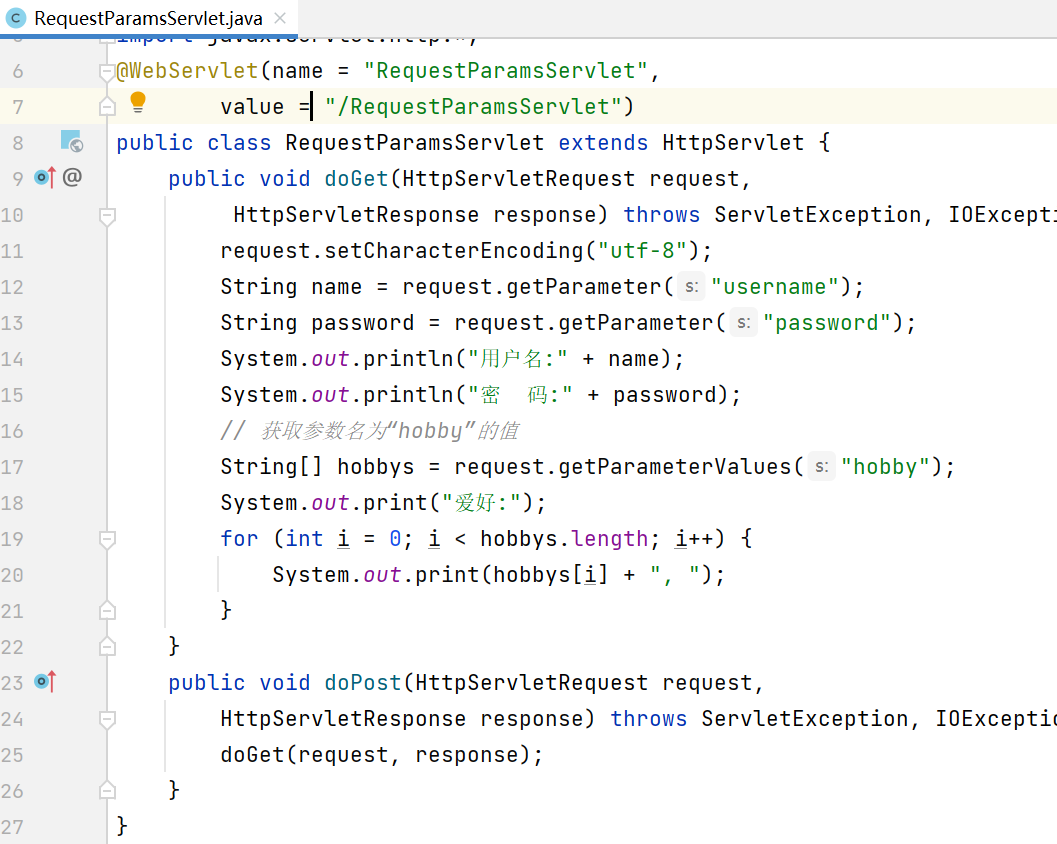 RequestParamsServlet.java
import javax.servlet.http.*;
6 @WebServlet(name = "RequestParamsServlet",
7 value = "/RequestParamsServlet")
8 public class RequestParamsServlet extends HttpServlet {
9 public void doGet(HttpServletRequest request,
10 HttpServletResponse response) throws ServletException, IOExcepti
11 request.setCharacterEncoding("utf-8");
12 String name = request.getParameter( s: "username");
13 String password = request.getParameter( s: "password");
14 System.out.println("用户名:" + name);
15 System.out.println("密  码:" + password);
16 // 获取参数名为“hobby”的值
17 String[] hobbys = request.getParameterValues( s: "hobby");
18 System.out.print("爱好:");
19 for (int i = 0; i < hobbys.length; i++) {
20 System.out.print(hobbys[i] + ", ");
21 }
22 }
23 public void doPost(HttpServletRequest request,
24 HttpServletResponse response) throws ServletException, IOExceptio
25 doGet(request, response);
26 }
27 }